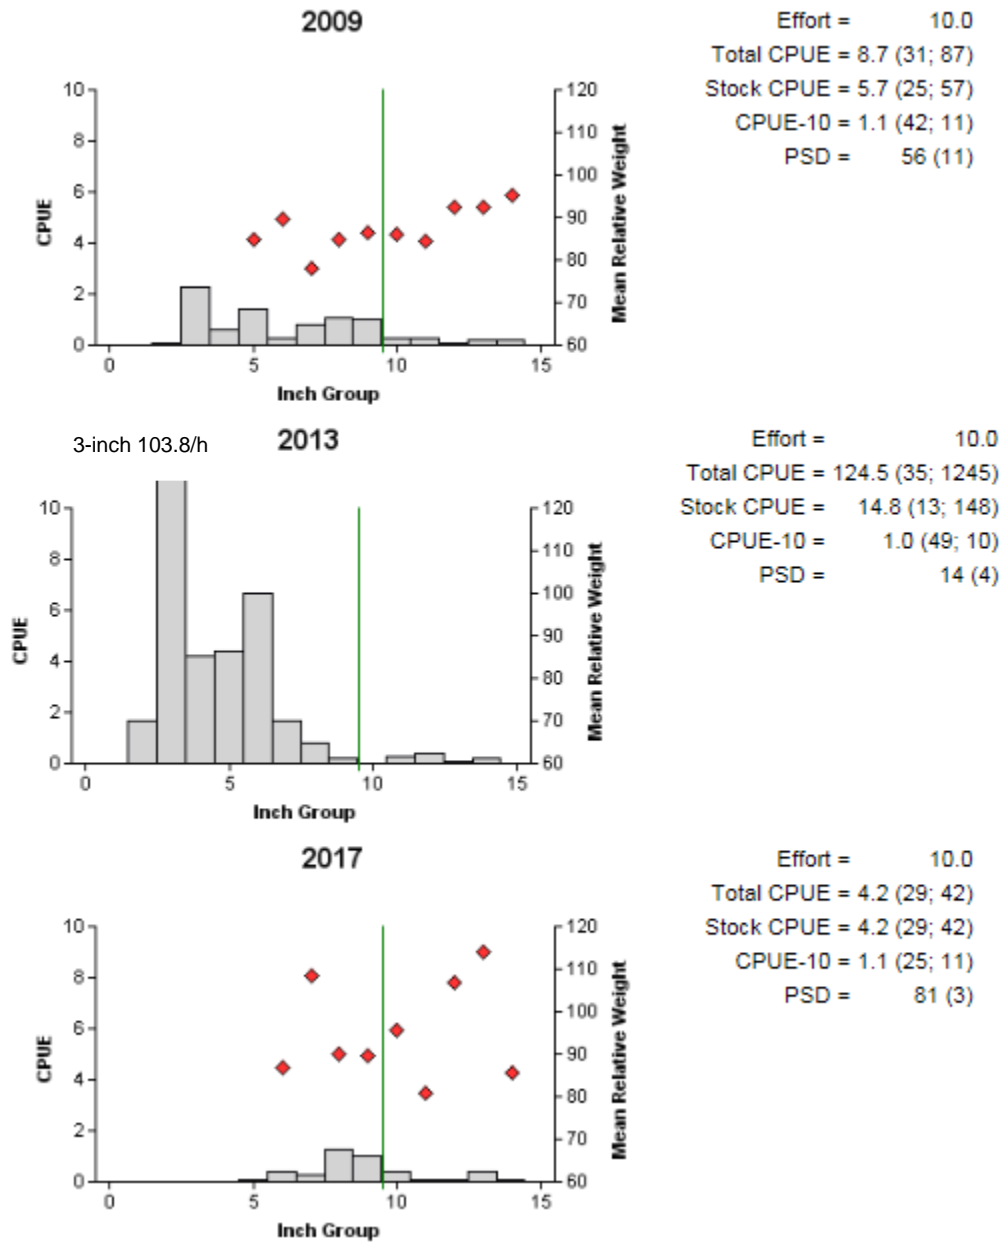 2009
Effort = 10.0
Total CPUE = 8.7 (31; 87)
Stock CPUE = 5.7 (25; 57)
CPUE-10 = 1.1 (42; 11)
PSD = 56 (11)
10
8
6
4
2
0
CPUE
120
110
100
90
80
70
60
Mean Relative Weight
0 5 10 15
Inch Group
3-inch 103.8/h
2013
Effort = 10.0
Total CPUE = 124.5 (35; 1245)
Stock CPUE = 14.8 (13; 148)
CPUE-10 = 1.0 (49; 10)
PSD = 14 (4)
10
8
6
4
2
0
CPUE
120
110
100
90
80
70
60
Mean Relative Weight
0 5 10 15
Inch Group
2017
Effort = 10.0
Total CPUE = 4.2 (29; 42)
Stock CPUE = 4.2 (29; 42)
CPUE-10 = 1.1 (25; 11)
PSD = 81 (3)
10
8
6
4
2
0
CPUE
120
110
100
90
80
70
60
Mean Relative Weight
0 5 10 15
Inch Group